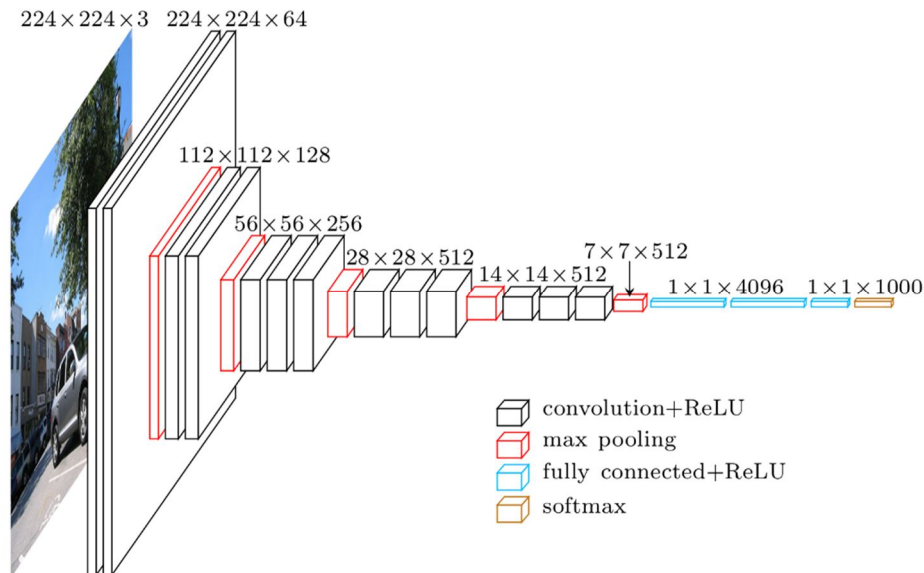 224×224×3
224×224×64
112×112×128
56×56×256
28×28×512
14×14×512
7×7×512
1×1×4096
1×1×1000
convolution+ReLU
max pooling
fully connected+ReLU
softmax